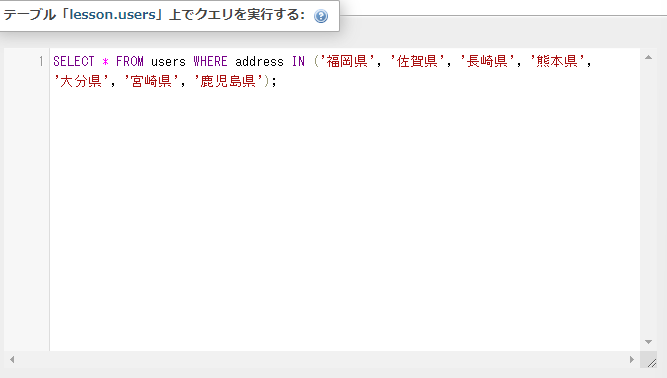 テーブル「lesson.users」上でクエリを実行する:
1 SELECT * FROM users WHERE address IN ('福岡県', '佐賀県', '長崎県', '熊本県',
'大分県', '宮崎県', '鹿児島県');